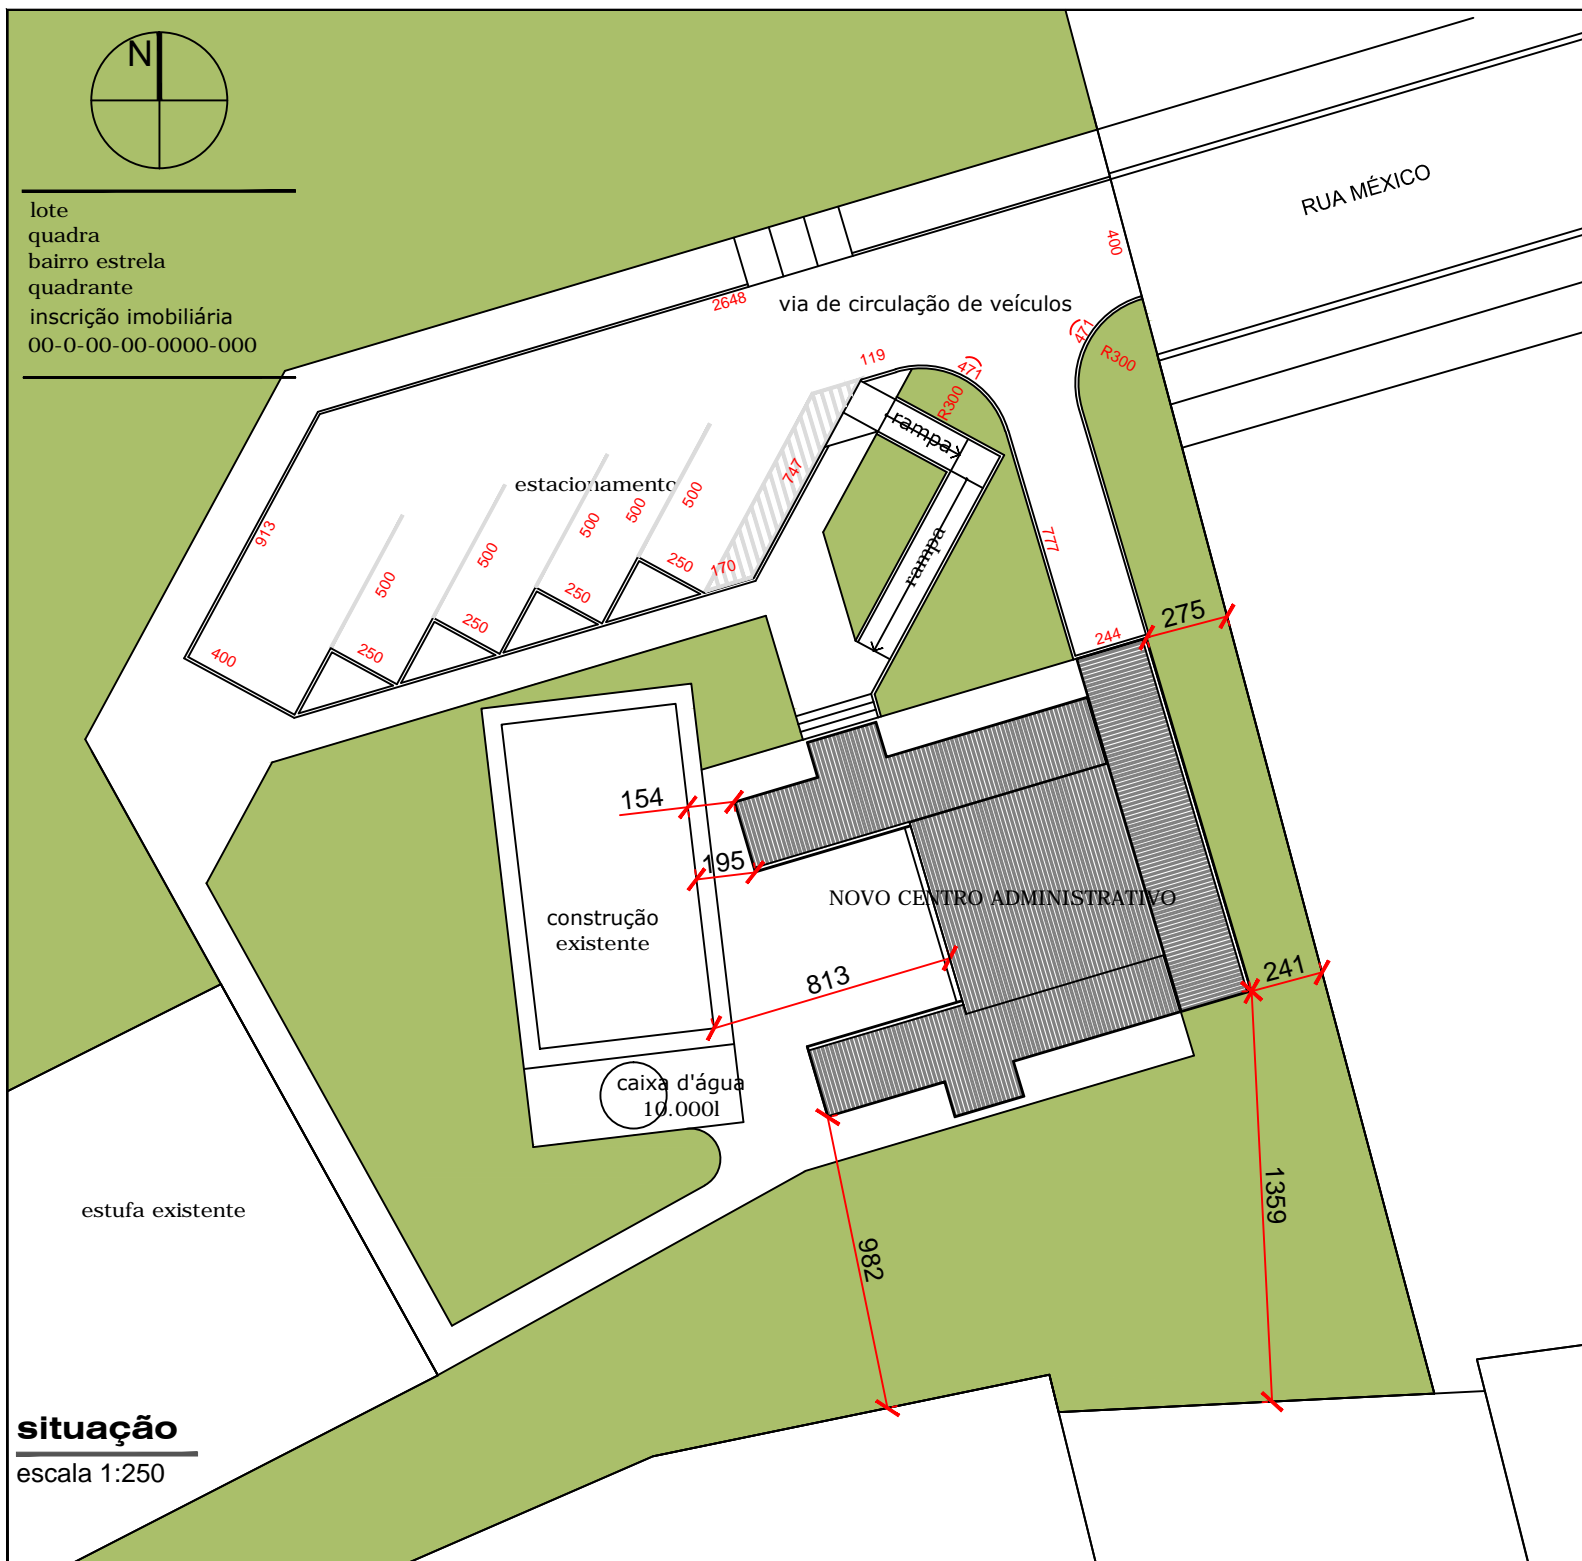 N
lote
quadra
bairro estrela
quadrante
inscrição imobiliária
00-0-00-00-0000-000
RUA MÉXICO
400
2648
via de circulação de veículos
471
R300
119
471
R300
rampa
747
estacionamento
500
500
500
500
500
913
777
rampa
250
170
250
250
250
400
244
275
154
195
NOVO CENTRO ADMINISTRATIVO
construção
existente
813
241
caixa d'água
10.000l
estufa existente
1359
982
situação
escala 1:250